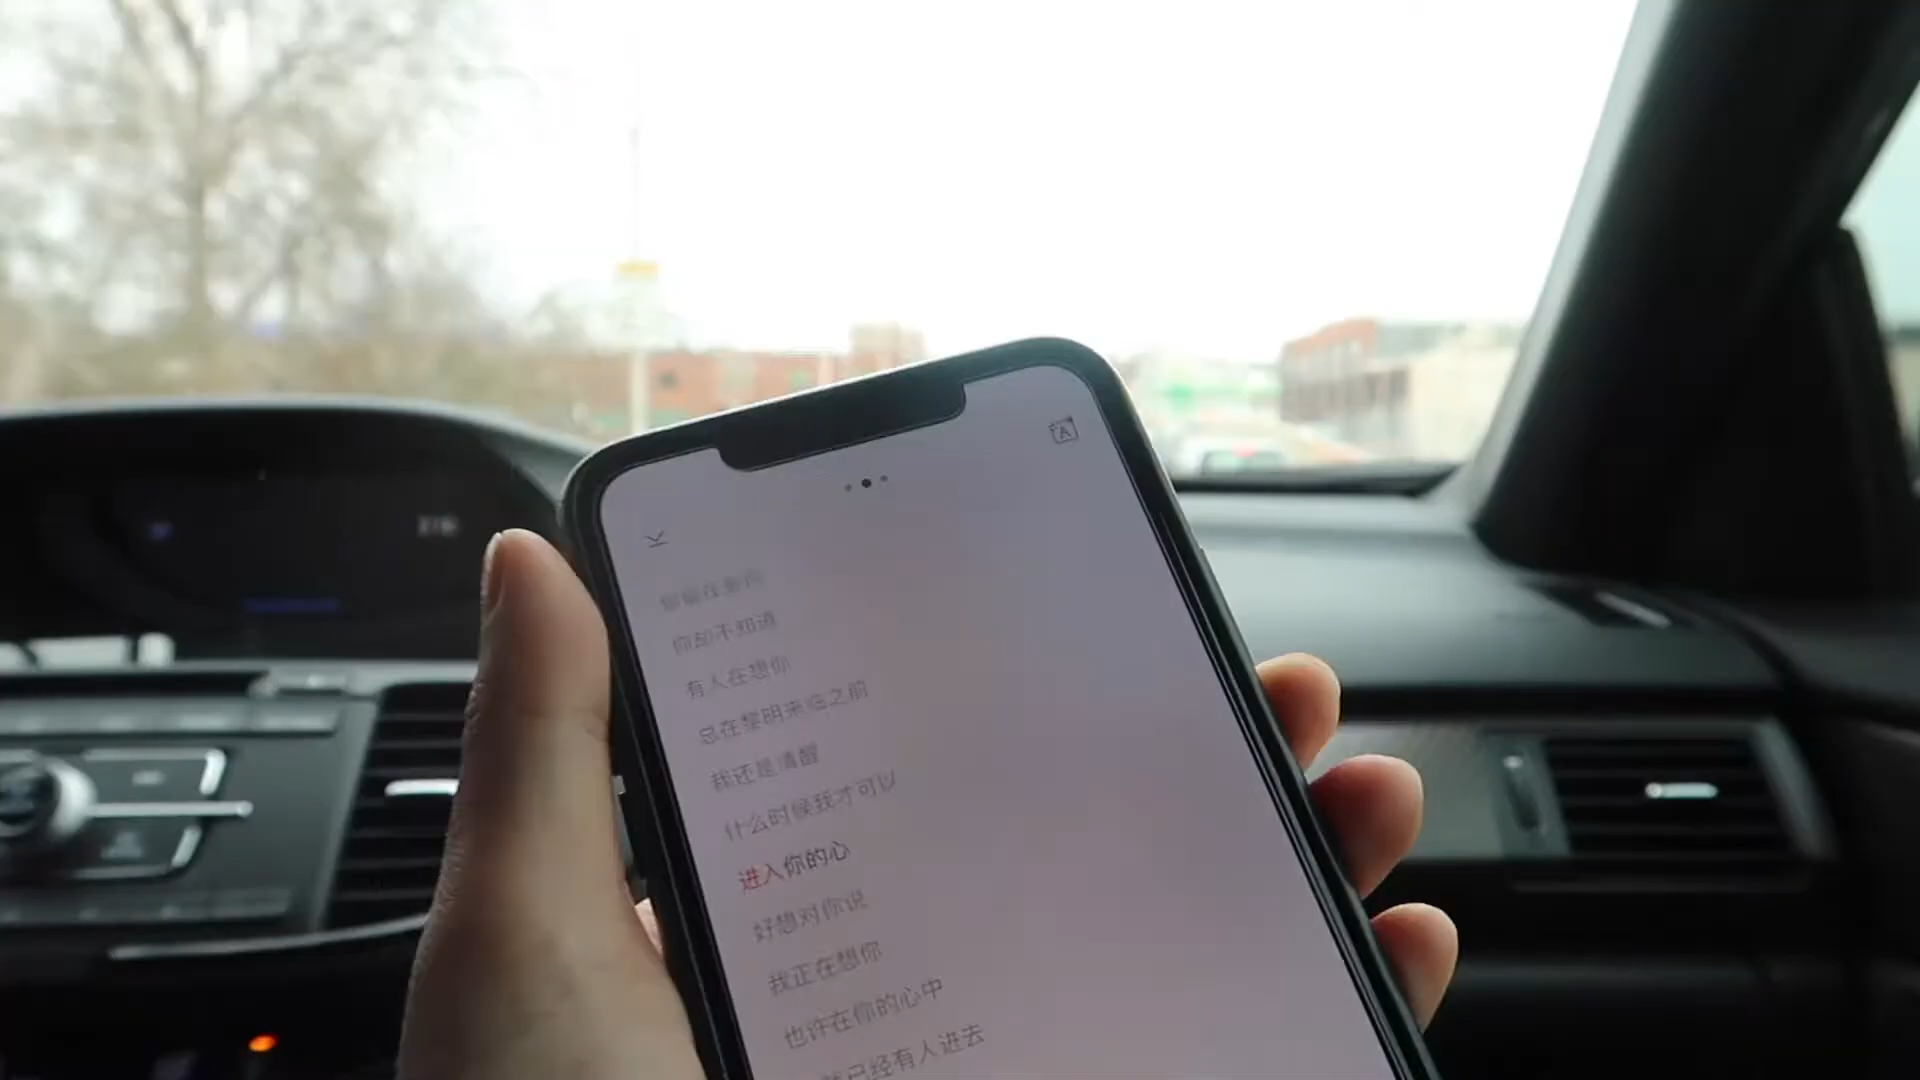 A
你却不知道
有人在想你
总在黎明来临之前
我还是清醒
什么时候我才可以
进入你的心
好想对你说
我正在想你
也许在你的心中
已经有人进去